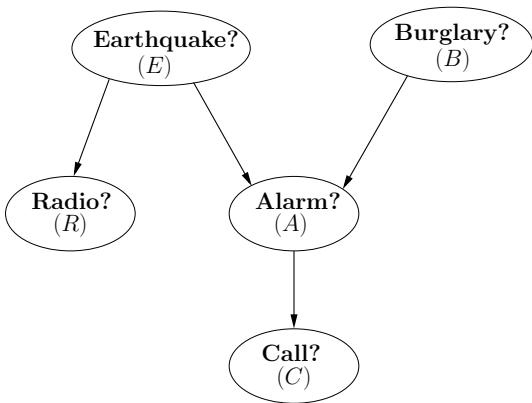 Earthquake?
(E)
Burglary?
(B)
Radio?
(R)
Alarm?
(A)
Call?
(C)